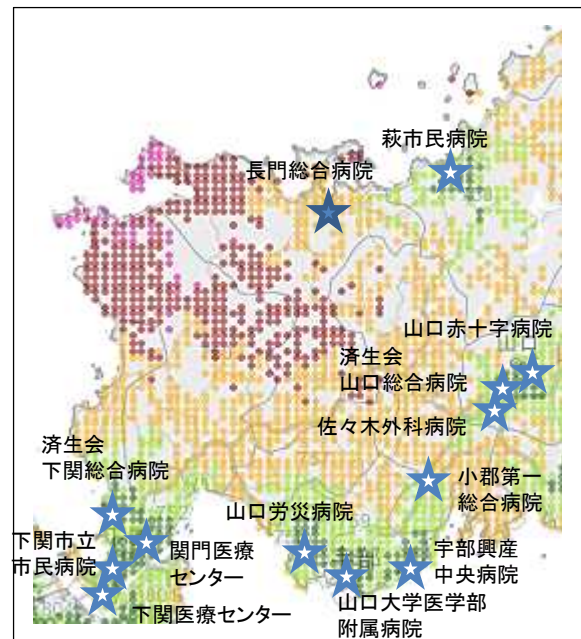 萩市民病院
長門総合病院
山口赤十字病院
済生会
山口総合病院
佐々木外科病院
済生会
下関総合病院
小郡第一
総合病院
山口労災病院
下関市立
市民病院
関門医療
センター
宇部興産
中央病院
下関医療センター
山口大学医学部
附属病院